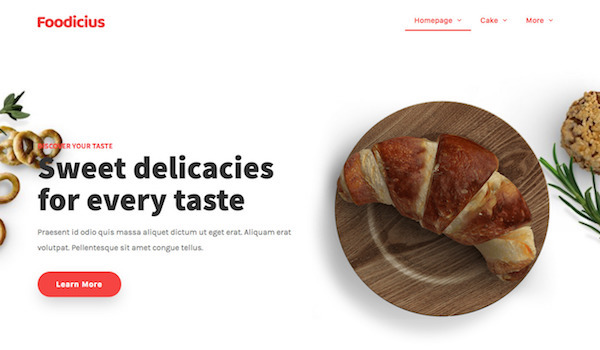 Foodicius
Homepage
Cake
More
DISCOVER YOUR TASTE
Sweet delicacies
for every taste
Praesent id odio quis massa aliquet dictum ut eget erat. Aliquam erat
volutpat. Pellentesque sit amet congue tellus.
Learn More